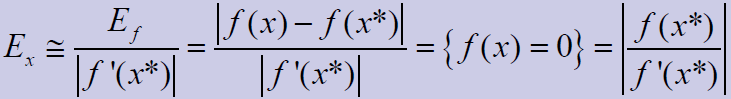 E_x ≅ E_f / |f'(x*)| = |f(x) − f(x*)| / |f'(x*)| = {f(x) = 0} = |f(x*) / f'(x*)|